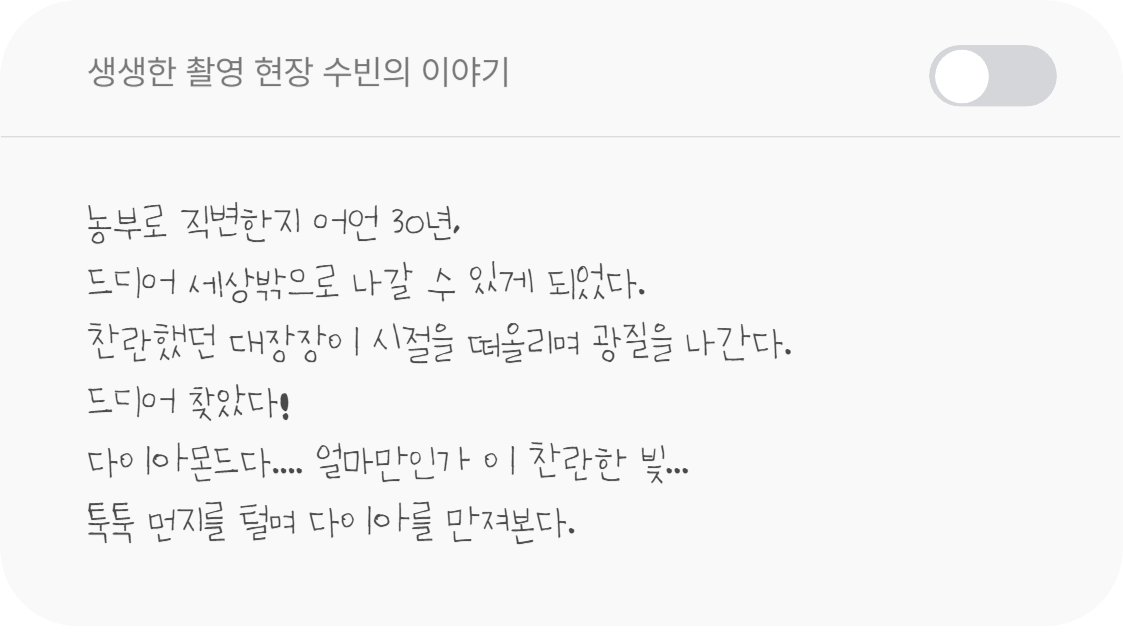 생생한 촬영 현장 수빈의 이야기
농부로 직변한지 어언 30년,
드디어 세상밖으로 나갈 수 있게 되었다.
찬란했던 대장장이 시절을 떠올리며 광질을 나간다.
드디어 찾았다!
다이아몬드다.... 얼마만인가 이 찬란한 빛...
툭툭 먼지를 털며 다이아를 만져본다.